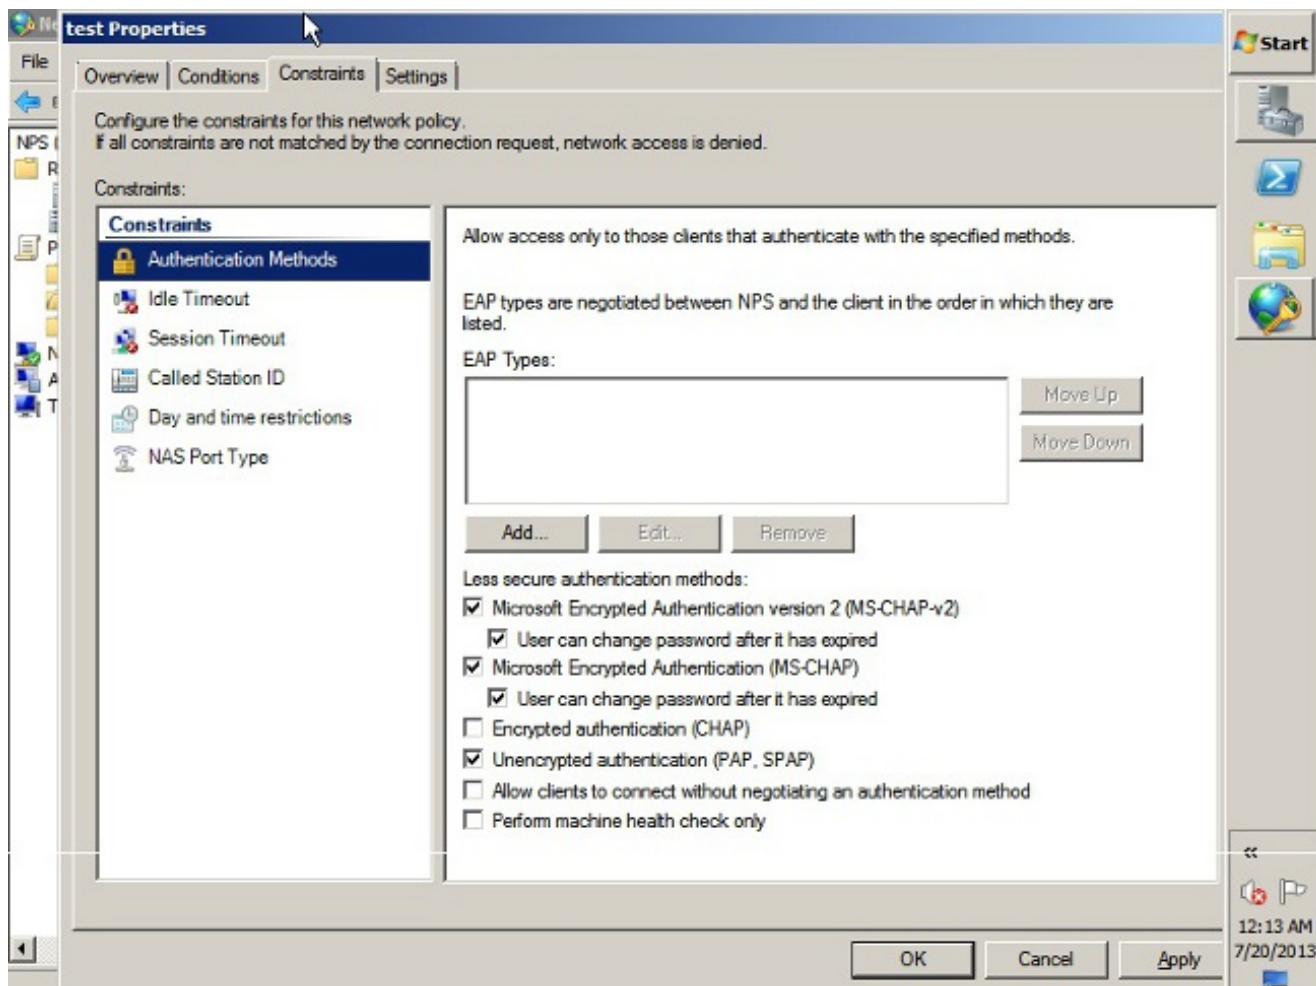 Ne
test Properties
Start
File
Overview
Conditions
Constraints
Settings
Configure the constraints for this network policy.
If all constraints are not matched by the connection request, network access is denied.
NPS (
R
P
N
A
T
Constraints:
Constraints
Authentication Methods
Idle Timeout
Session Timeout
Called Station ID
Day and time restrictions
NAS Port Type
Allow access only to those clients that authenticate with the specified methods.
EAP types are negotiated between NPS and the client in the order in which they are
listed.
EAP Types:
Move Up
Move Down
Add...
Edit...
Remove
Less secure authentication methods:
Microsoft Encrypted Authentication version 2 (MS-CHAP-v2)
User can change password after it has expired
Microsoft Encrypted Authentication (MS-CHAP)
User can change password after it has expired
Encrypted authentication (CHAP)
Unencrypted authentication (PAP, SPAP)
Allow clients to connect without negotiating an authentication method
Perform machine health check only
OK
Cancel
Apply
12:13 AM
7/20/2013